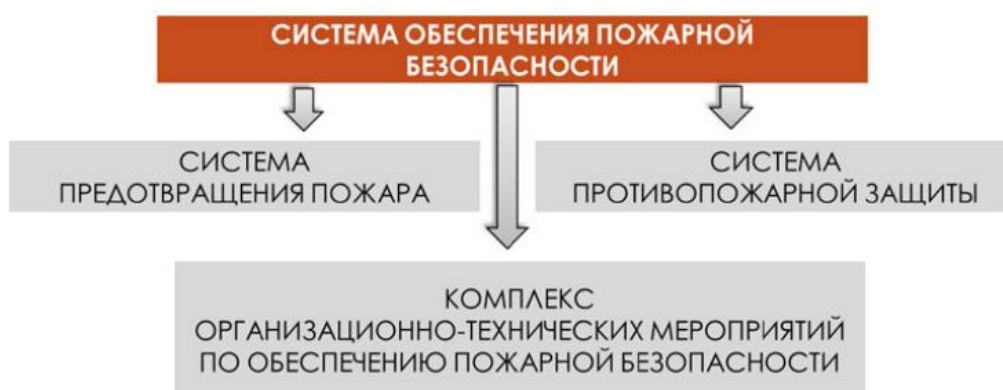 СИСТЕМА ОБЕСПЕЧЕНИЯ ПОЖАРНОЙ
БЕЗОПАСНОСТИ
СИСТЕМА
ПРЕДОТВРАЩЕНИЯ ПОЖАРА
СИСТЕМА
ПРОТИВОПОЖАРНОЙ ЗАЩИТЫ
КОМПЛЕКС
ОРГАНИЗАЦИОННО-ТЕХНИЧЕСКИХ МЕРОПРИЯТИЙ
ПО ОБЕСПЕЧЕНИЮ ПОЖАРНОЙ БЕЗОПАСНОСТИ